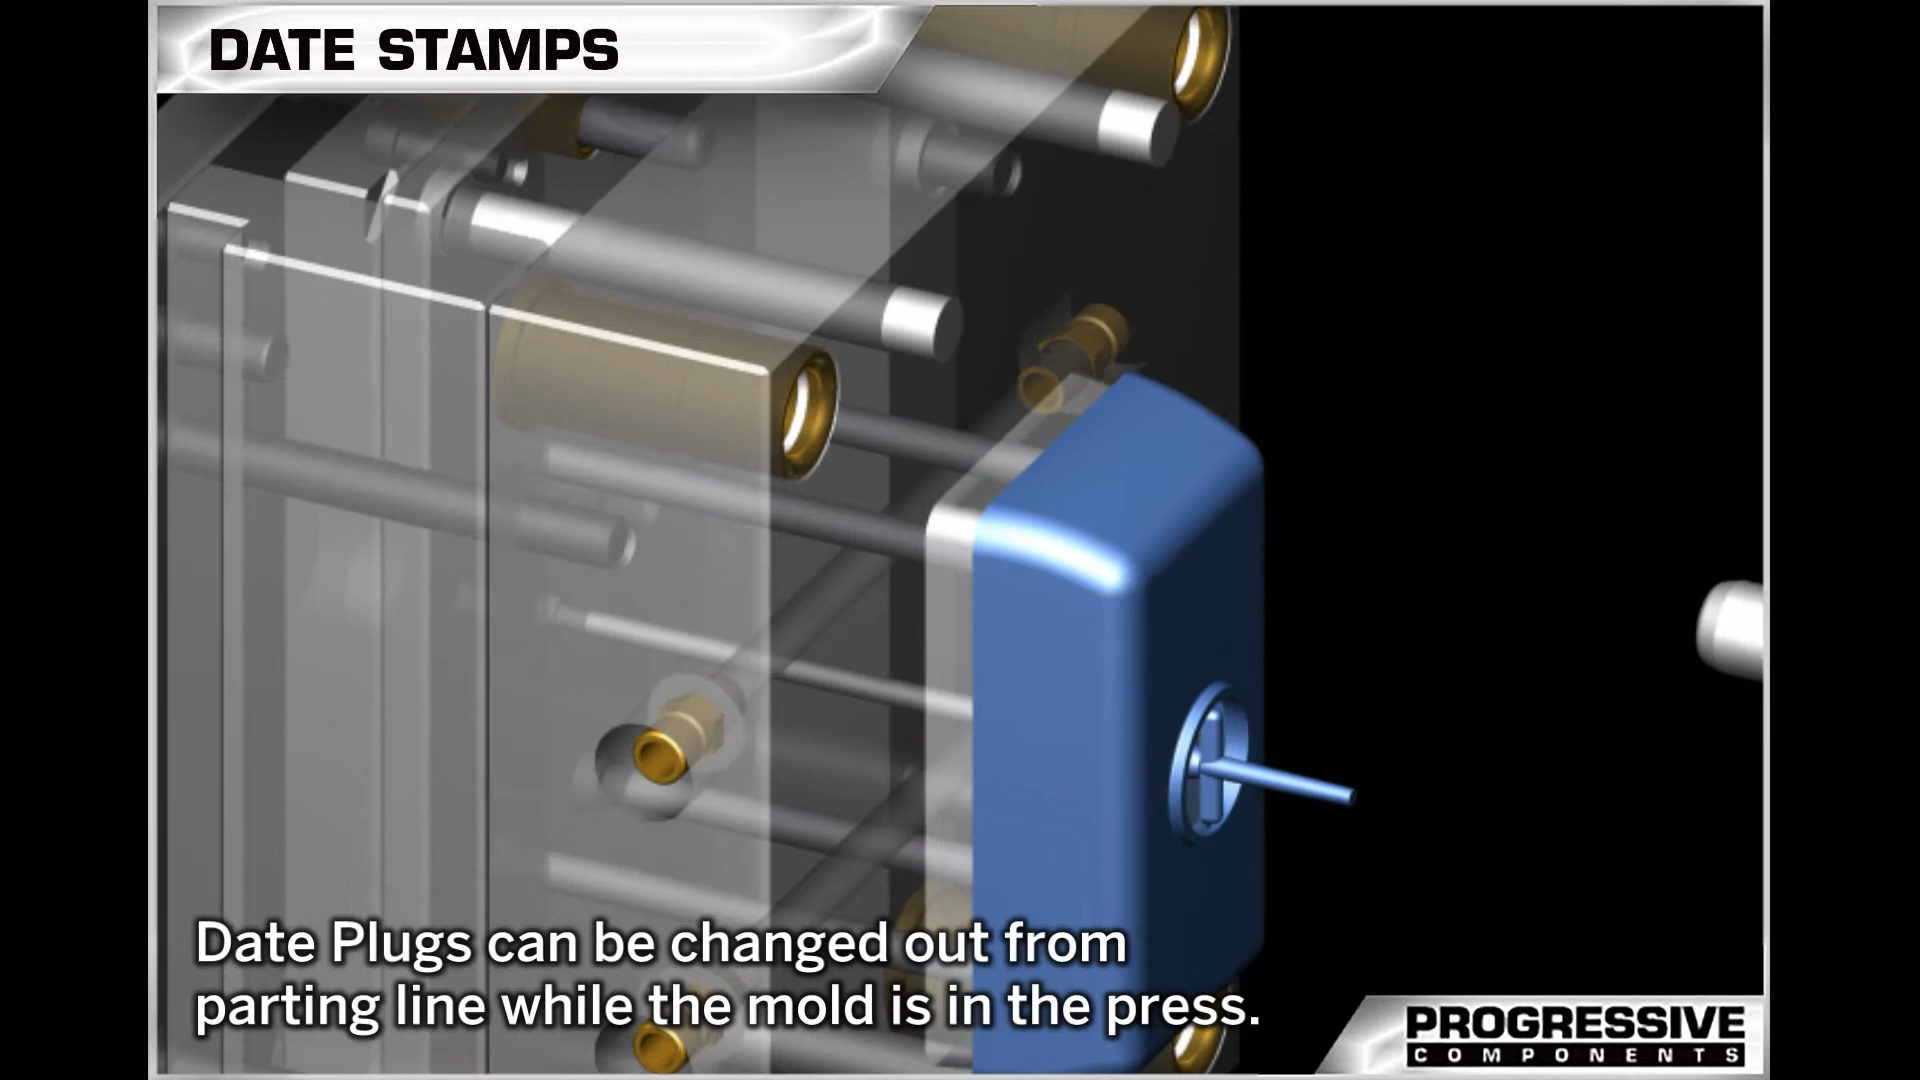 DATE STAMPS
Date Plugs can be changed out from
parting line while the mold is in the press.
PROGRESSIVE
COMPONENTS